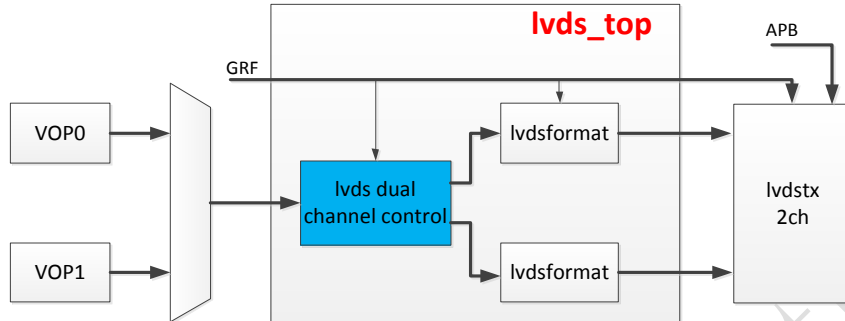 lvds_top
APB
GRF
VOP0
lvdsformat
lvds dual
channel control
lvdstx
2ch
VOP1
lvdsformat